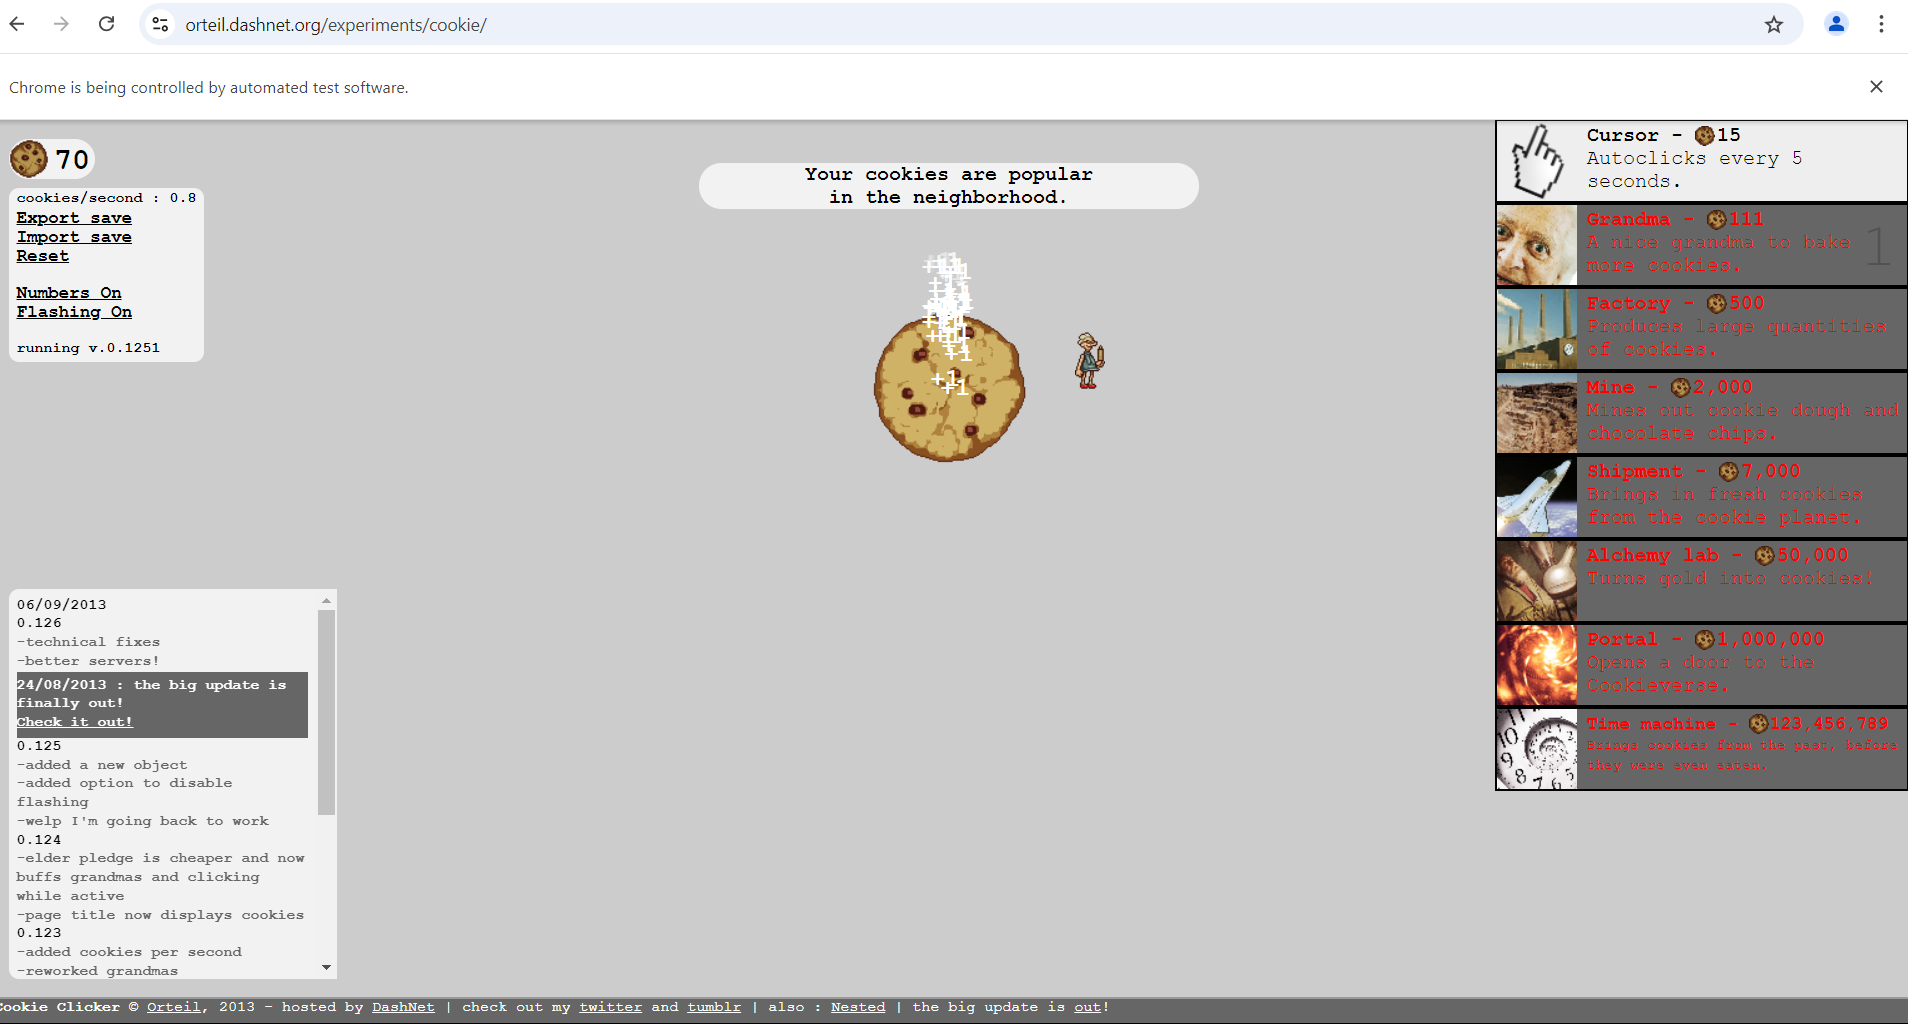 orteil.dashnet.org/experiments/cookie/
Chrome is being controlled by automated test software.
70
cookies/second : 0.8
Export save
Import save
Reset
Numbers On
Flashing On
running v.0.1251
Your cookies are popular
in the neighborhood.
+1
+1
+1
Cursor - 15
Autoclicks every 5
seconds.
Grandma - 111
A nice grandma to bake
more cookies.
1
Factory - 500
Produces large quantities
of cookies.
Mine - 2,000
Mines out cookie dough and
chocolate chips.
Shipment - 7,000
Brings in fresh cookies
from the cookie planet.
Alchemy lab - 50,000
Turns gold into cookies!
Portal - 1,000,000
Opens a door to the
Cookieverse.
Time machine - 123,456,789
Brings cookies from the past, before
they were even eaten.
06/09/2013
0.126
-technical fixes
-better servers!
24/08/2013 : the big update is
finally out!
Check it out!
0.125
-added a new object
-added option to disable
flashing
-welp I'm going back to work
0.124
-elder pledge is cheaper and now
buffs grandmas and clicking
while active
-page title now displays cookies
0.123
-added cookies per second
-reworked grandmas
Cookie Clicker © Orteil, 2013 - hosted by DashNet | check out my twitter and tumblr | also : Nested | the big update is out!